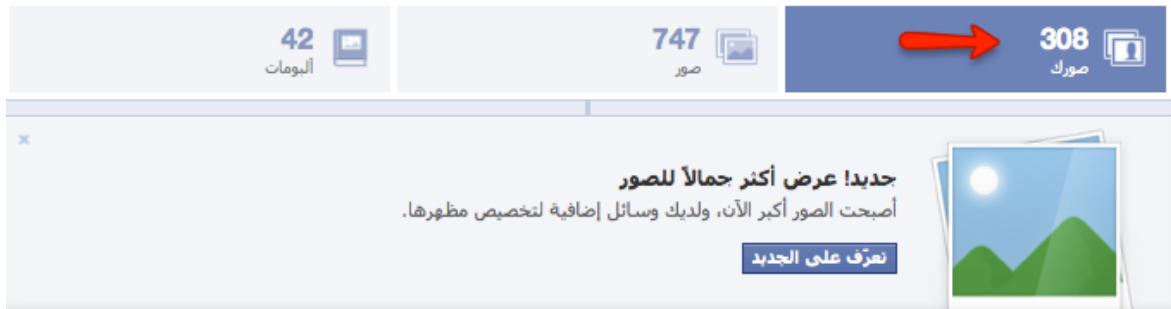 308
صورك
747
صور
42
ألبومات
جديد! عرض أكثر جمالاً للصور
أصبحت الصور أكبر الآن، ولديك وسائل إضافية لتخصيص مظهرها.
تعرّف على الجديد